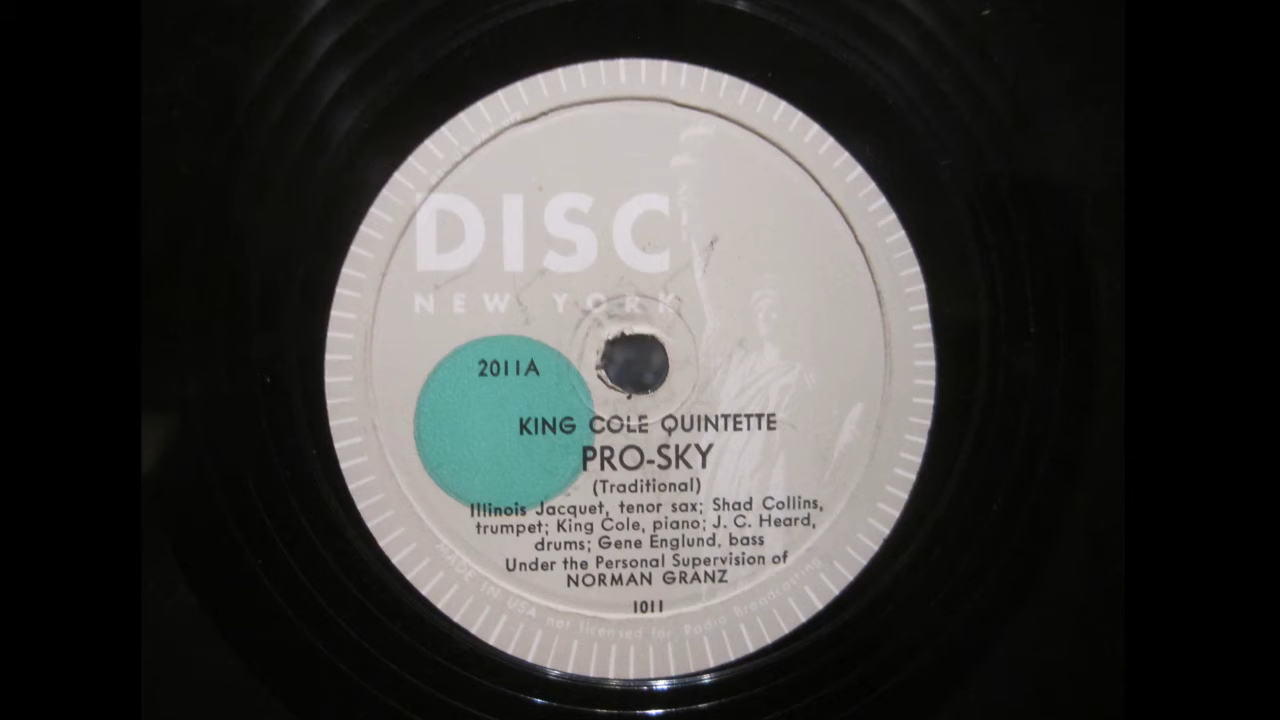 DISC
NEW YORK
2011A
KING COLE QUINTETTE
PRO-SKY
(Traditional)
Illinois Jacquet, tenor sax; Shad Collins,
trumpet; King Cole, piano; J. C. Heard,
drums; Gene Englund, bass
Under the Personal Supervision of
NORMAN GRANZ
1011
MADE IN USA not licensed for Radio Broadcasting